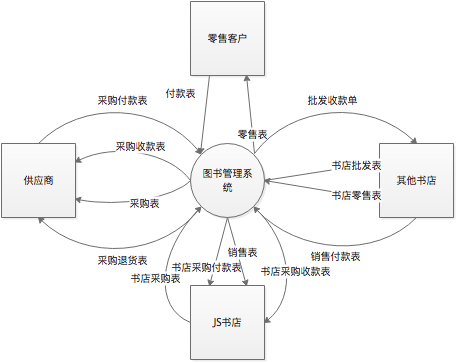 零售客户
付款表
采购付款表
批发收款单
零售表
采购收款表
供应商
图书管理系
统
书店批发表
其他书店
书店零售表
采购表
采购退货表
销售表
销售付款表
书店采购付款表
书店采购收款表
书店采购表
JS书店